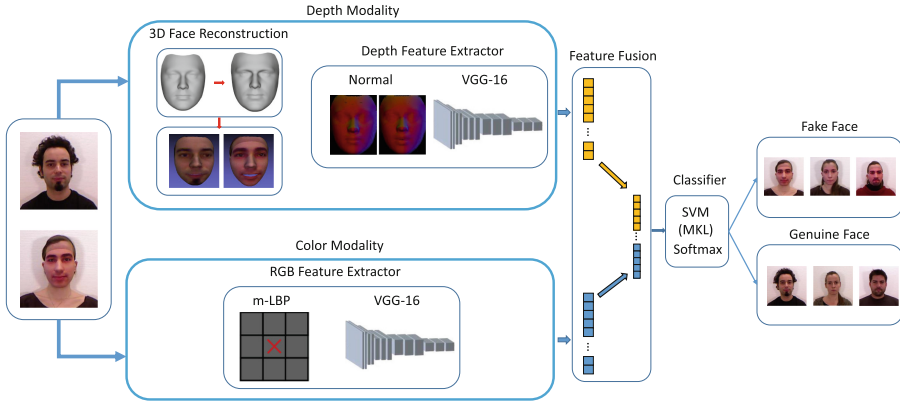 Depth Modality
3D Face Reconstruction
Depth Feature Extractor
Normal
VGG-16
Feature Fusion
Color Modality
RGB Feature Extractor
m-LBP
VGG-16
Classifier
SVM
(MKL)
Softmax
Fake Face
Genuine Face